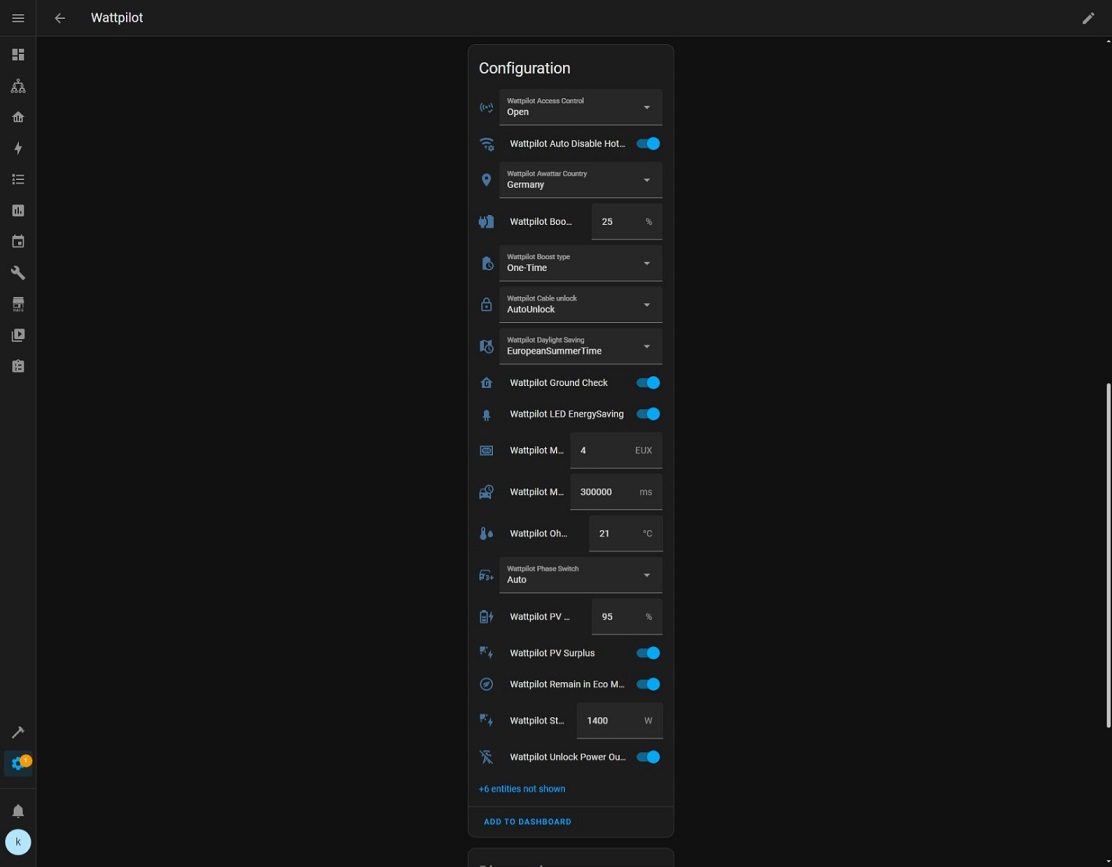 Wattpilot
Configuration
Wattpilot Access Control
Open
Wattpilot Auto Disable Hot...
Wattpilot Awattar Country
Germany
Wattpilot Boo... 25 %
Wattpilot Boost type
One-Time
Wattpilot Cable unlock
AutoUnlock
Wattpilot Daylight Saving
EuropeanSummerTime
Wattpilot Ground Check
Wattpilot LED EnergySaving
Wattpilot M... 4 EUX
Wattpilot M... 300000 ms
Wattpilot Oh... 21 °C
Wattpilot Phase Switch
Auto
Wattpilot PV ... 95 %
Wattpilot PV Surplus
Wattpilot Remain in Eco M...
Wattpilot St... 1400 W
Wattpilot Unlock Power Ou...
1
+6 entities not shown
ADD TO DASHBOARD
k